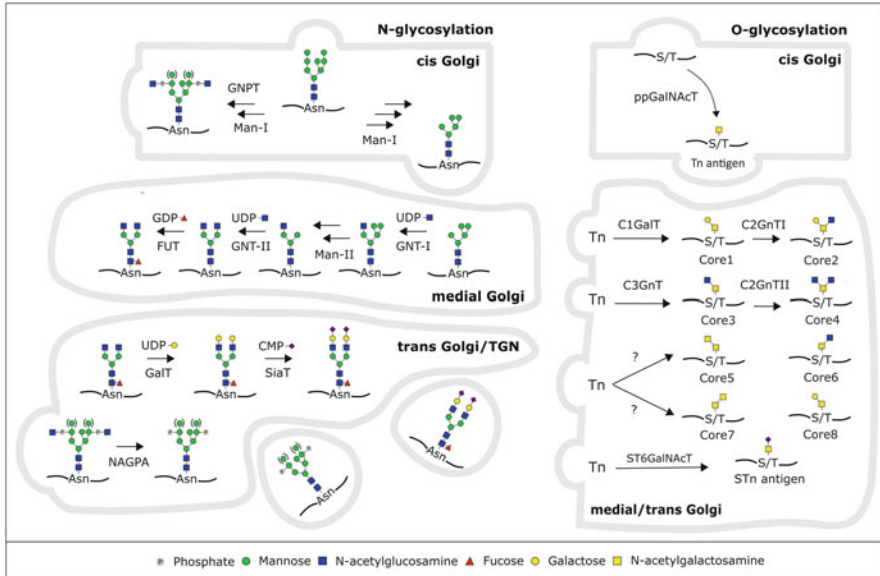 N-glycosylation
cis Golgi
GNPT
Man-I
Asn
Man-I
Asn
Asn
GDP
FUT
UDP
GNT-II
Man-II
UDP
GNT-I
Asn
Asn
Asn
Asn
Asn
medial Golgi
trans Golgi/TGN
UDP
GalT
CMP
SiaT
Asn
Asn
Asn
NAGPA
Asn
Asn
Asn
Asn
O-glycosylation
cis Golgi
S/T
ppGalNAcT
S/T
Tn antigen
Tn
C1GalT
S/T
Core1
C2GnTI
S/T
Core2
Tn
C3GnT
S/T
Core3
C2GnTII
S/T
Core4
Tn
?
?
S/T
Core5
S/T
Core6
S/T
Core7
S/T
Core8
Tn
ST6GalNAcT
S/T
STn antigen
medial/trans Golgi
P Phosphate Mannose N-acetylglucosamine Fucose Galactose N-acetylgalactosamine